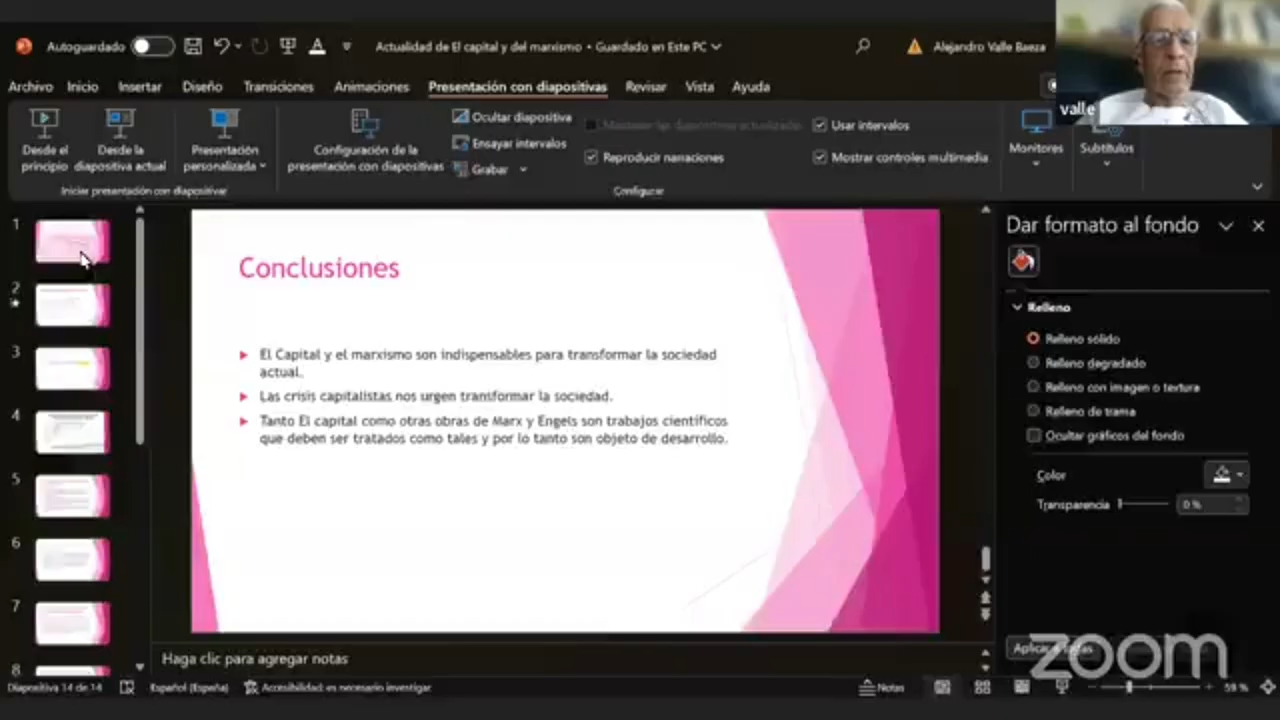 Autoguardado
Actualidad de El capital y del marxismo • Guardado en Este PC
Alejandro Valle Baeza
Archivo Inicio Insertar Diseño Transiciones Animaciones Presentación con diapositivas Revisar Vista Ayuda
valle
Desde el principio
Desde la diapositiva actual
Presentación personalizada
Configuración de la presentación con diapositivas
Ocultar diapositiva
Ensayar intervalos
Grabar
Reproducir narraciones
Usar intervalos
Mostrar controles multimedia
Monitores
Subtítulos
Iniciar presentación con diapositivas
Configurar
1
2
3
4
5
6
7
8
Conclusiones
El Capital y el marxismo son indispensables para transformar la sociedad
actual.
Las crisis capitalistas nos urgen transformar la sociedad.
Tanto El capital como otras obras de Marx y Engels son trabajos científicos
que deben ser tratados como tales y por lo tanto son objeto de desarrollo.
Dar formato al fondo
Relleno
Relleno sólido
Relleno degradado
Relleno con imagen o textura
Relleno de trama
Ocultar gráficos del fondo
Color
Transparencia 0 %
Haga clic para agregar notas
zoom
Diapositiva 14 de 14 Español (España) Accesibilidad: es necesario investigar Notas 59 %